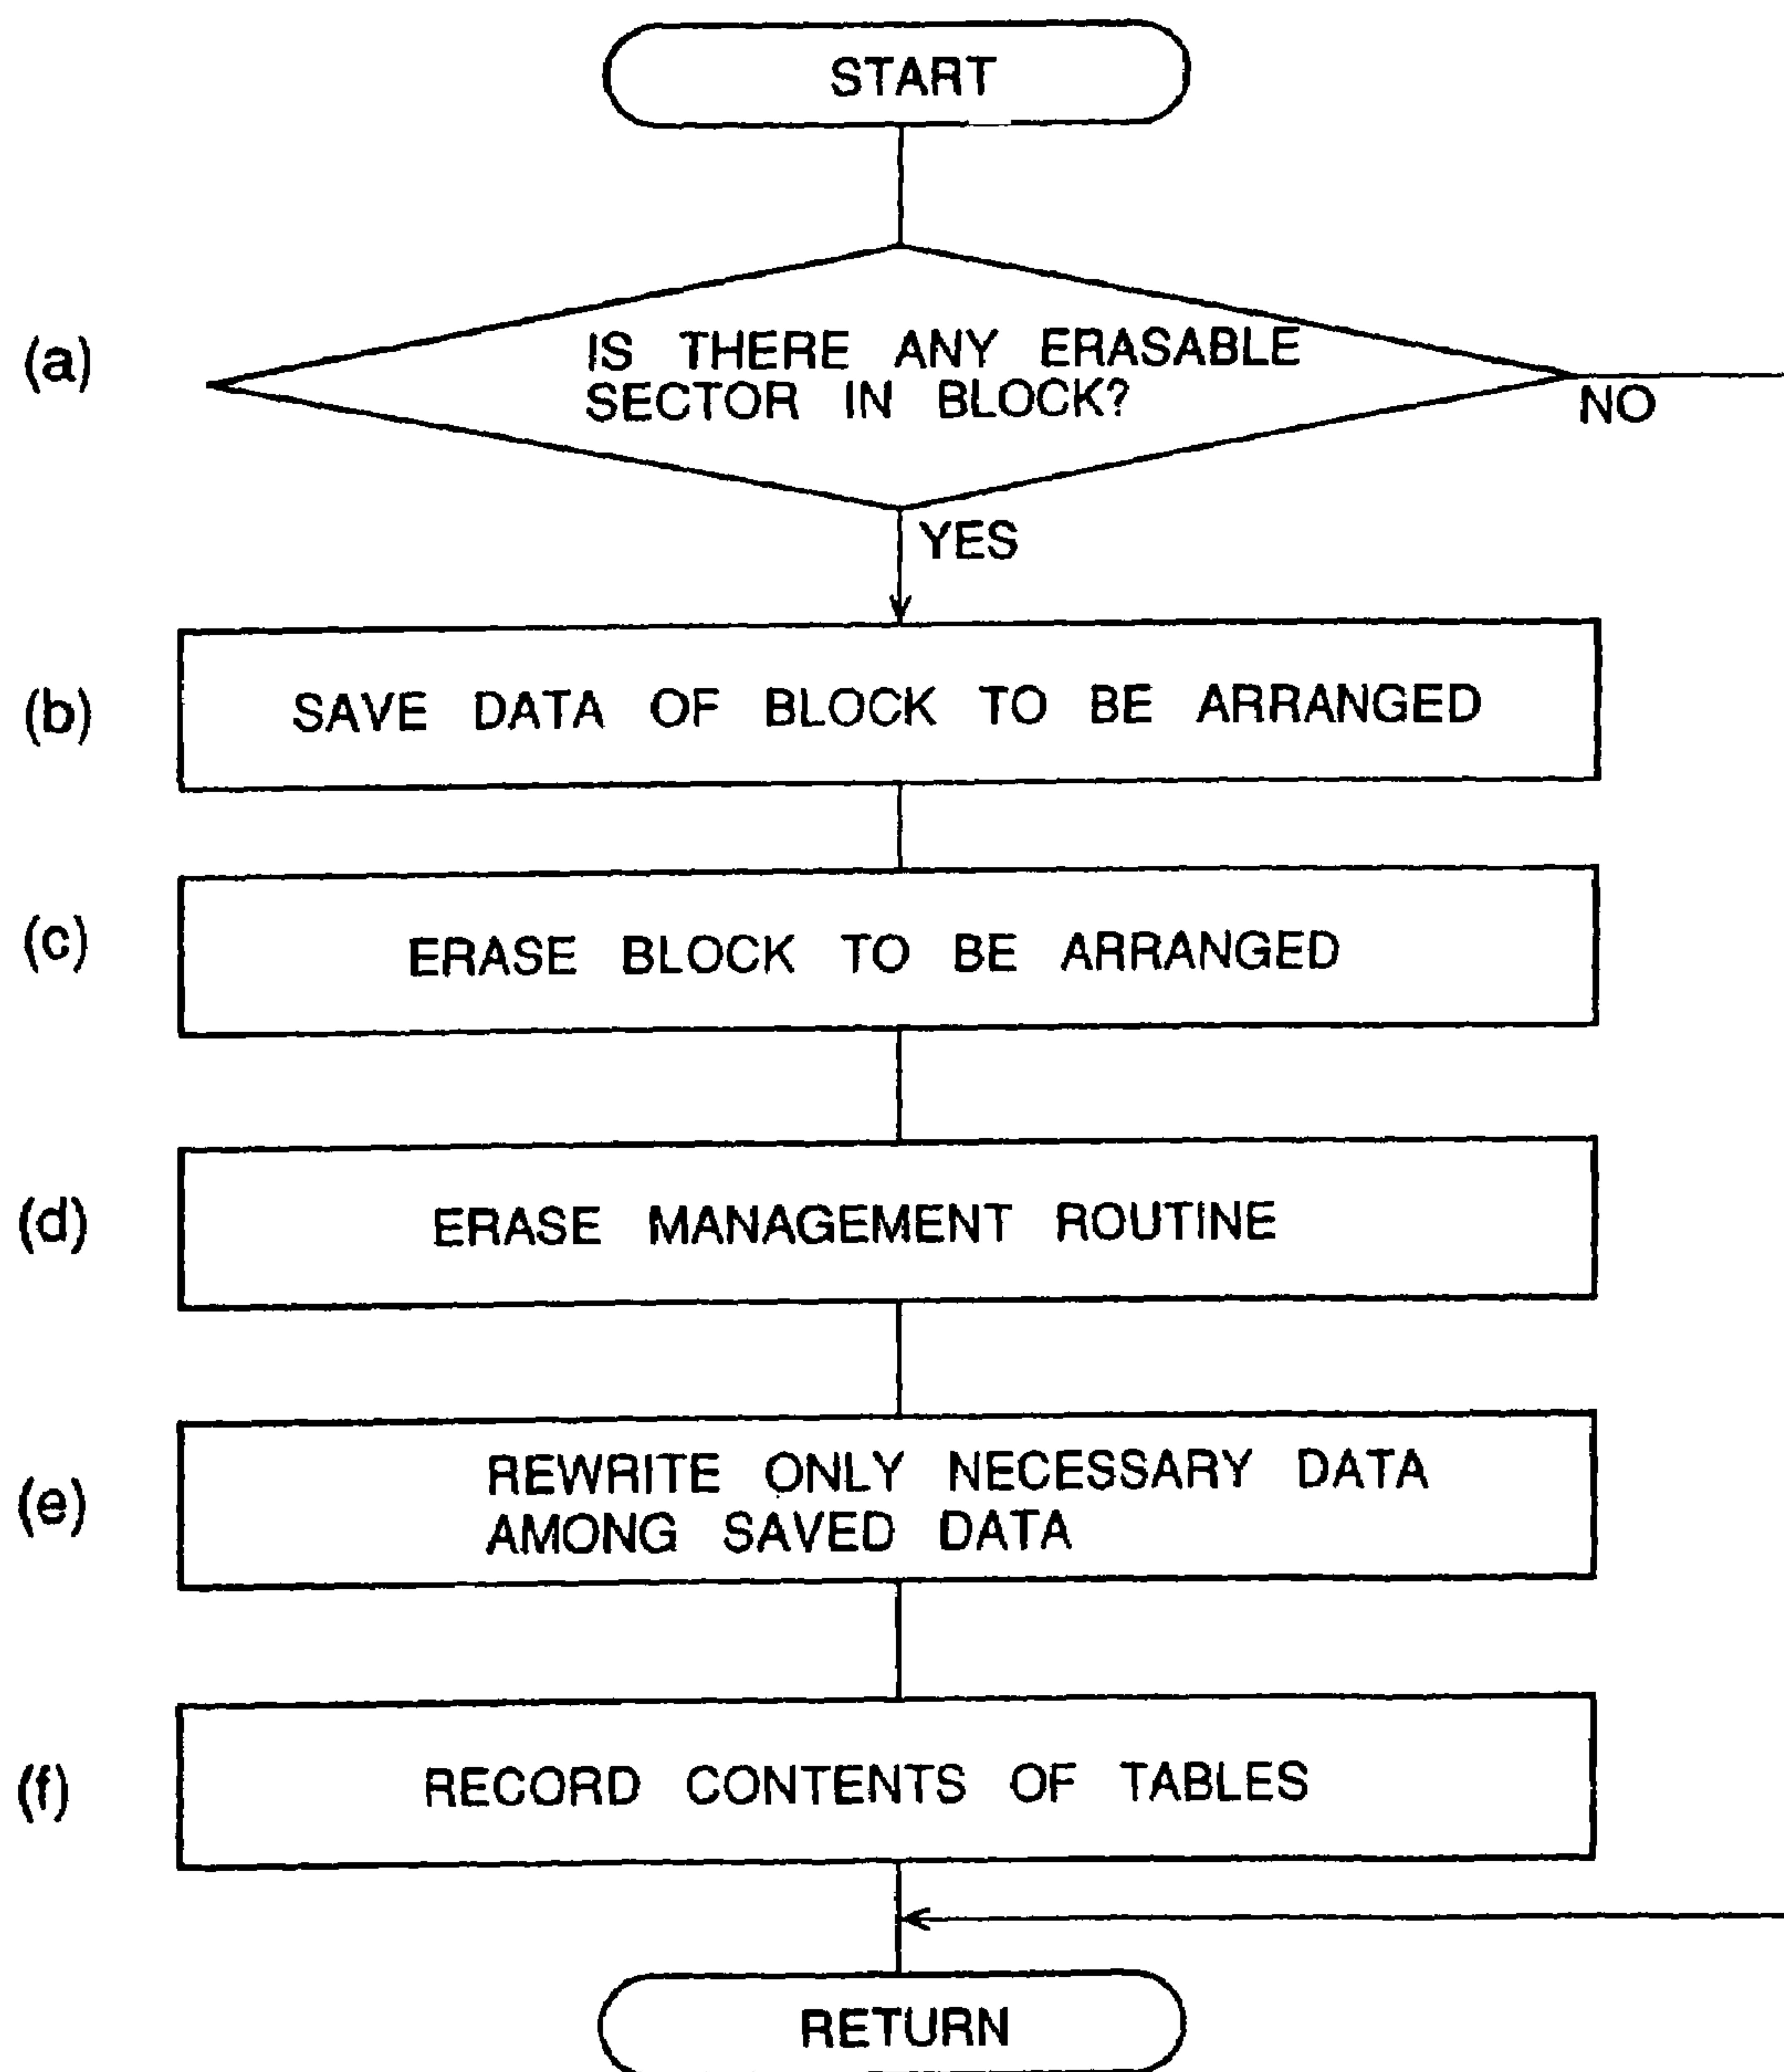 START
(a)
IS THERE ANY ERASABLE
SECTOR IN BLOCK?
NO
YES
(b)
SAVE DATA OF BLOCK TO BE ARRANGED
(c)
ERASE BLOCK TO BE ARRANGED
(d)
ERASE MANAGEMENT ROUTINE
(e)
REWRITE ONLY NECESSARY DATA
AMONG SAVED DATA
(f)
RECORD CONTENTS OF TABLES
RETURN